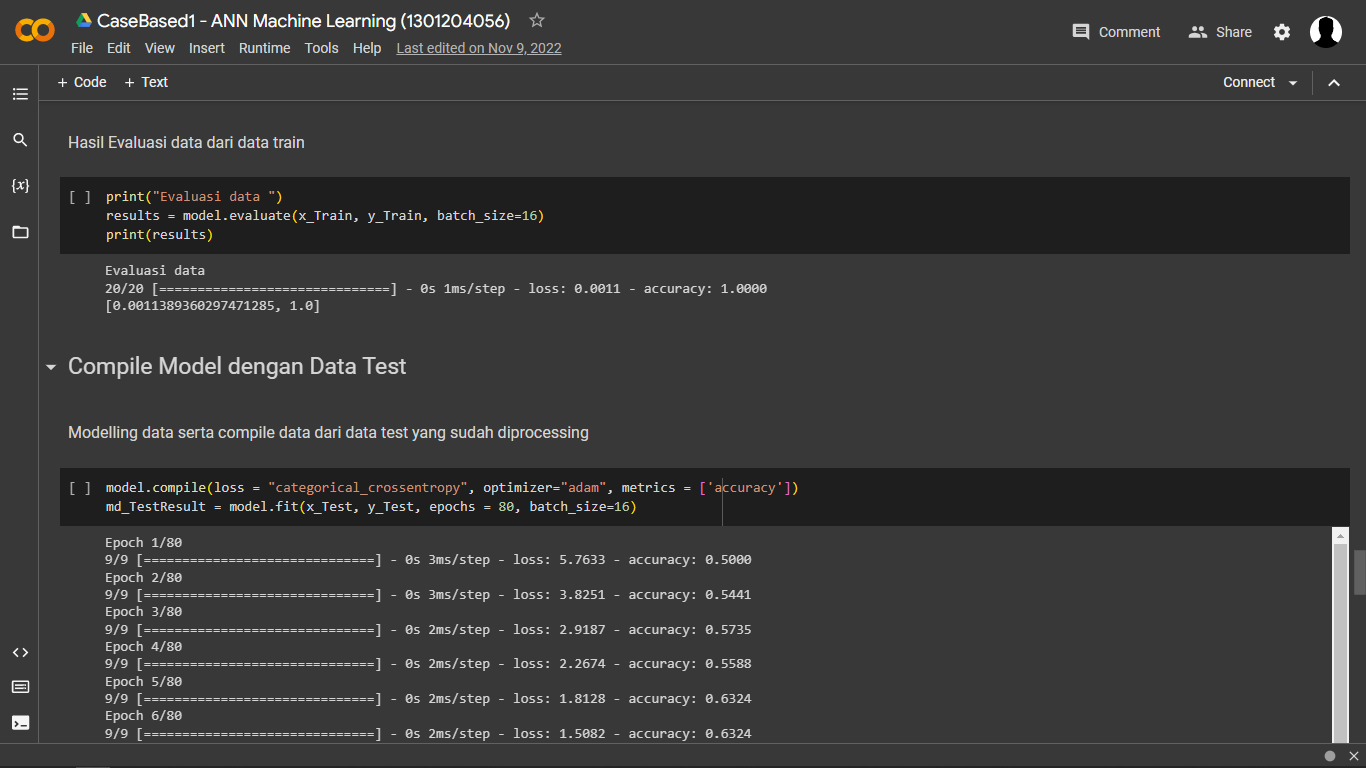 CaseBased1 - ANN Machine Learning (1301204056)
File Edit View Insert Runtime Tools Help Last edited on Nov 9, 2022
Comment Share
+ Code + Text
Connect
Hasil Evaluasi data dari data train
[ ] print("Evaluasi data ")
results = model.evaluate(x_Train, y_Train, batch_size=16)
print(results)
Evaluasi data
20/20 [==============================] - 0s 1ms/step - loss: 0.0011 - accuracy: 1.0000
[0.0011389360297471285, 1.0]
Compile Model dengan Data Test
Modelling data serta compile data dari data test yang sudah diprocessing
[ ] model.compile(loss = "categorical_crossentropy", optimizer="adam", metrics = ['accuracy'])
md_TestResult = model.fit(x_Test, y_Test, epochs = 80, batch_size=16)
Epoch 1/80
9/9 [==============================] - 0s 3ms/step - loss: 5.7633 - accuracy: 0.5000
Epoch 2/80
9/9 [==============================] - 0s 3ms/step - loss: 3.8251 - accuracy: 0.5441
Epoch 3/80
9/9 [==============================] - 0s 2ms/step - loss: 2.9187 - accuracy: 0.5735
Epoch 4/80
9/9 [==============================] - 0s 2ms/step - loss: 2.2674 - accuracy: 0.5588
Epoch 5/80
9/9 [==============================] - 0s 2ms/step - loss: 1.8128 - accuracy: 0.6324
Epoch 6/80
9/9 [==============================] - 0s 2ms/step - loss: 1.5082 - accuracy: 0.6324